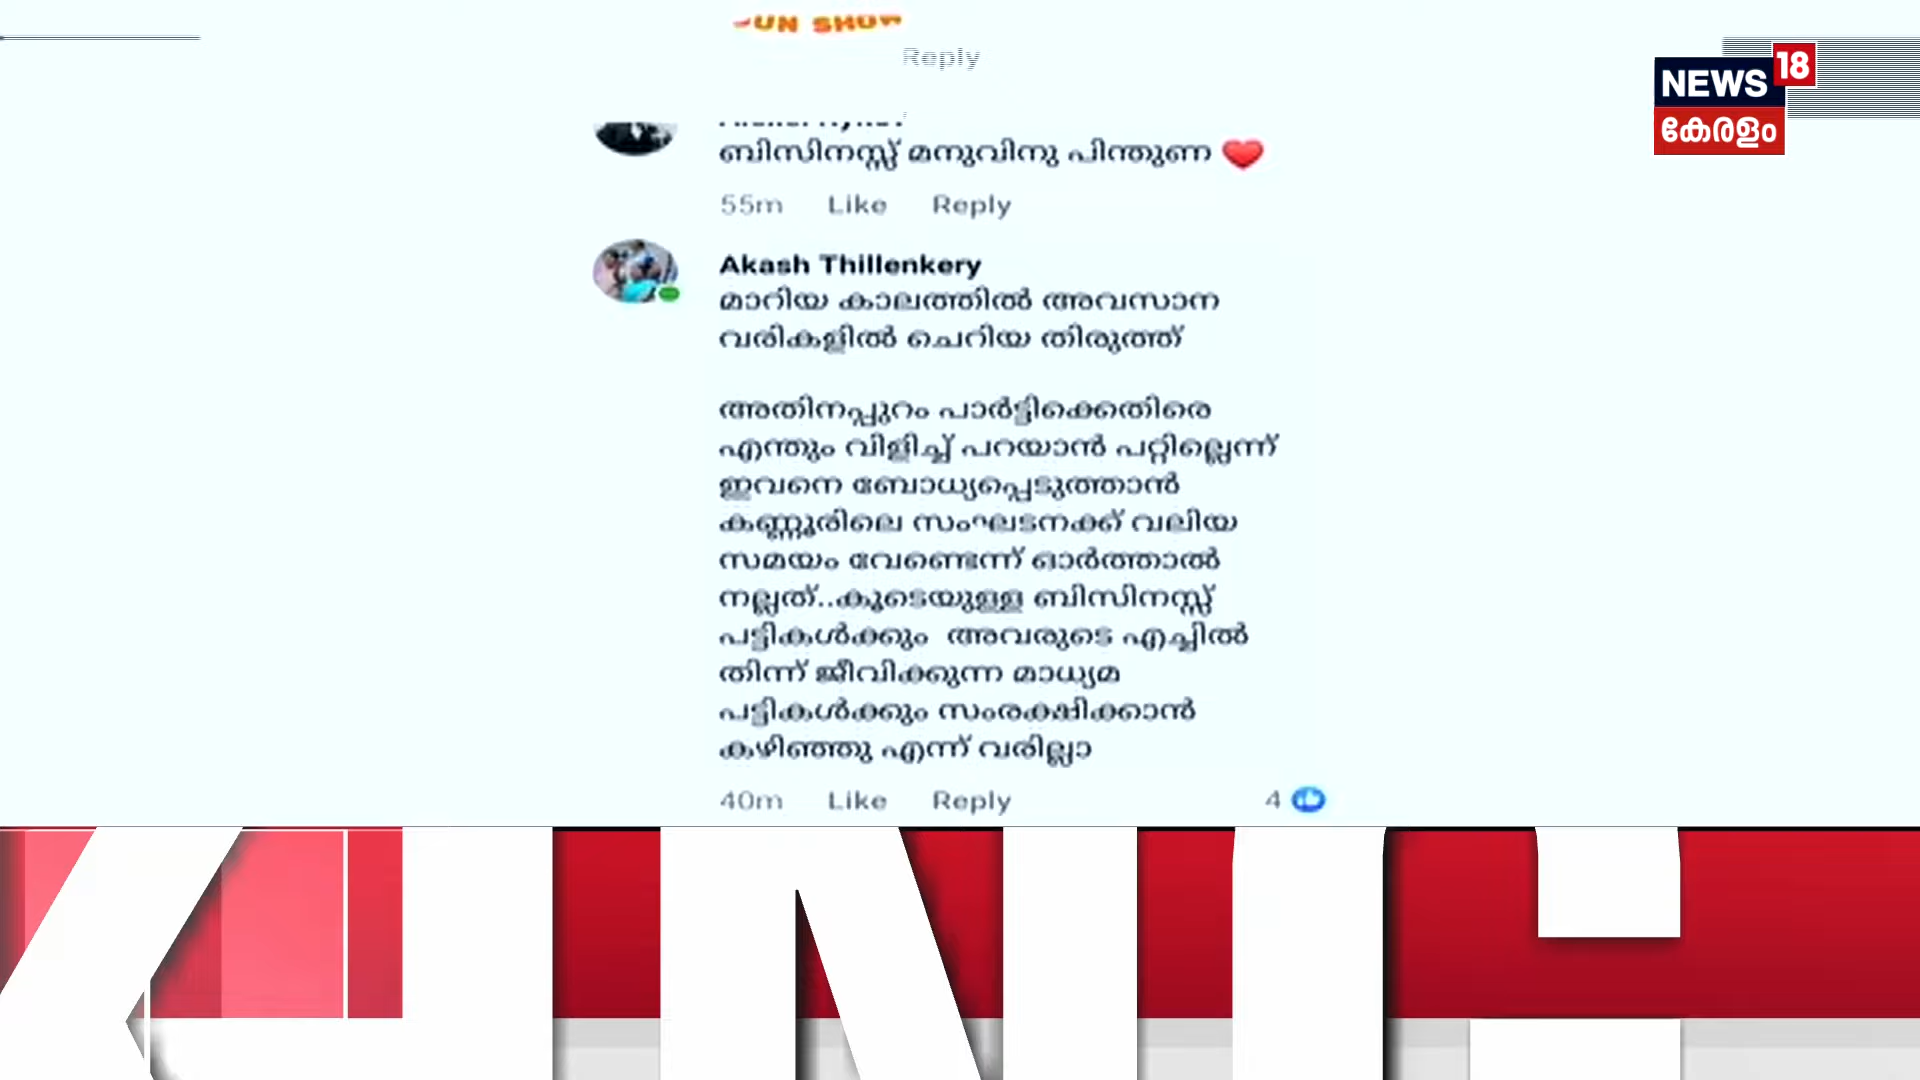 UN SHOW
Reply
NEWS 18
കേരളം
ബിസിനസ്സ് മനുവിനു പിന്തുണ ❤️
55m Like Reply
Akash Thillenkery
മാറിയ കാലത്തിൽ അവസാന
വരികളിൽ ചെറിയ തിരുത്ത്
അതിനപ്പുറം പാർട്ടിക്കെതിരെ
എന്തും വിളിച്ച് പറയാൻ പറ്റില്ലെന്ന്
ഇവനെ ബോധ്യപ്പെടുത്താൻ
കണ്ണൂരിലെ സംഘടനക്ക് വലിയ
സമയം വേണ്ടെന്ന് ഓർത്താൽ
നല്ലത്..കൂടെയുള്ള ബിസിനസ്സ്
പട്ടികൾക്കും അവരുടെ എച്ചിൽ
തിന്ന് ജീവിക്കുന്ന മാധ്യമ
പട്ടികൾക്കും സംരക്ഷിക്കാൻ
കഴിഞ്ഞു എന്ന് വരില്ലാ
40m Like Reply 4